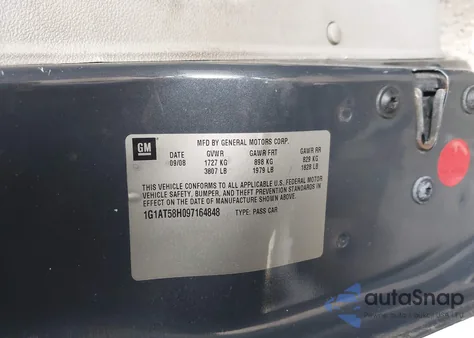 GM
MFD BY GENERAL MOTORS CORP.
DATE GVWR GAWR FRT GAWR RR
09/08 1727 KG 898 KG 829 KG
3807 LB 1979 LB 1828 LB
THIS VEHICLE CONFORMS TO ALL APPLICABLE U.S. FEDERAL MOTOR
VEHICLE SAFETY, BUMPER, AND THEFT PREVENTION STANDARDS IN
EFFECT ON THE DATE OF MANUFACTURE SHOWN ABOVE.
1G1AT58H097164848 TYPE: PASS CAR
autoSnap